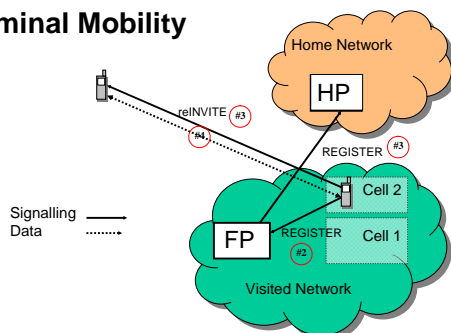 minal Mobility
Home Network
HP
reINVITE #3
#4
REGISTER #3
Cell 2
Signalling
Data
FP
REGISTER
#2
Cell 1
Visited Network